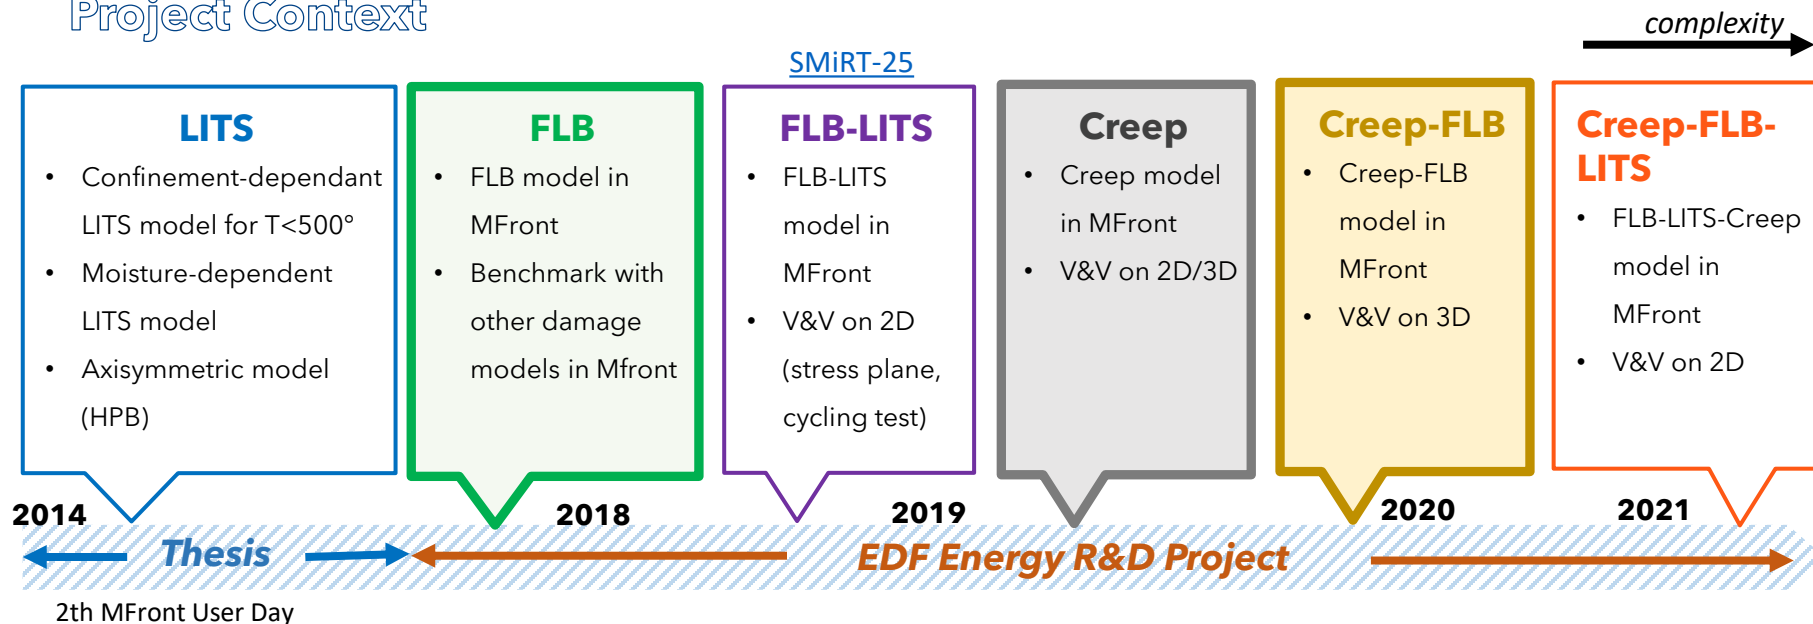 Project Context
complexity
SMiRT-25
LITS
• Confinement-dependant
LITS model for T<500°
• Moisture-dependent
LITS model
• Axisymmetric model
(HPB)
FLB
• FLB model in
MFront
• Benchmark with
other damage
models in Mfront
FLB-LITS
• FLB-LITS
model in
MFront
• V&V on 2D
(stress plane,
cycling test)
Creep
• Creep model
in MFront
• V&V on 2D/3D
Creep-FLB
• Creep-FLB
model in
MFront
• V&V on 3D
Creep-FLB-
LITS
• FLB-LITS-Creep
model in
MFront
• V&V on 2D
2014
2018
2019
2020
2021
Thesis
EDF Energy R&D Project
2th MFront User Day